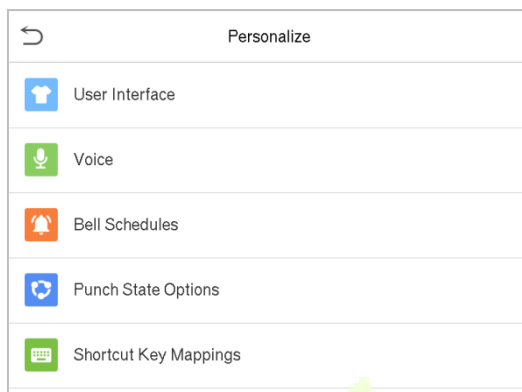 Personalize
User Interface
Voice
Bell Schedules
Punch State Options
Shortcut Key Mappings